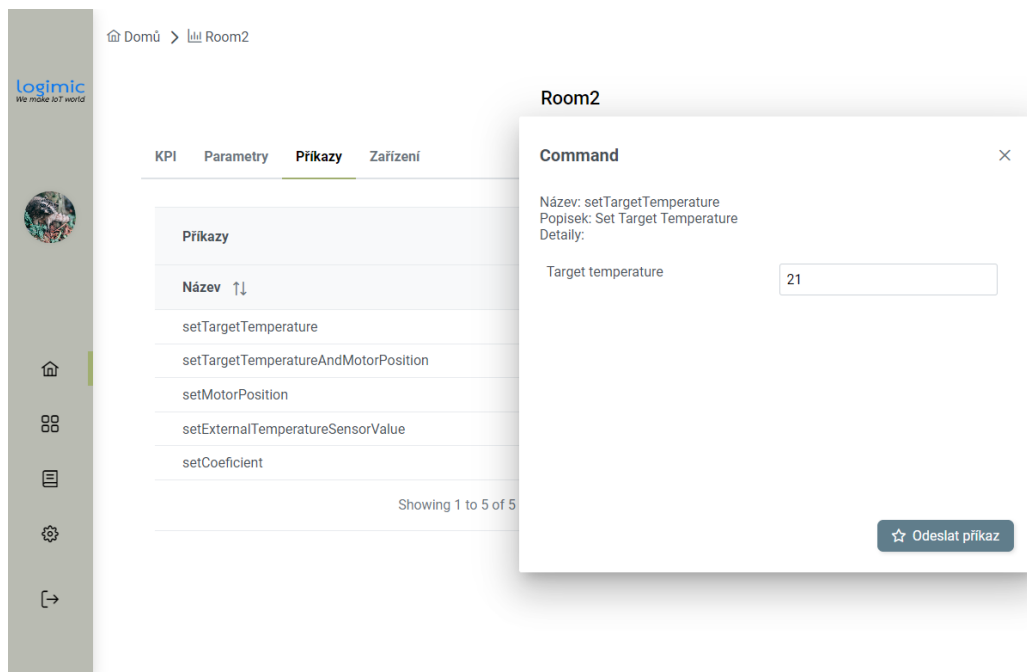 Domů > Room2
logimic
We make IoT world
Room2
KPI Parametry Příkazy Zařízení
Příkazy
Název
setTargetTemperature
setTargetTemperatureAndMotorPosition
setMotorPosition
setExternalTemperatureSensorValue
setCoeficient
Showing 1 to 5 of 5
Command
Název: setTargetTemperature
Popisek: Set Target Temperature
Detaily:
Target temperature 21
Odeslat příkaz